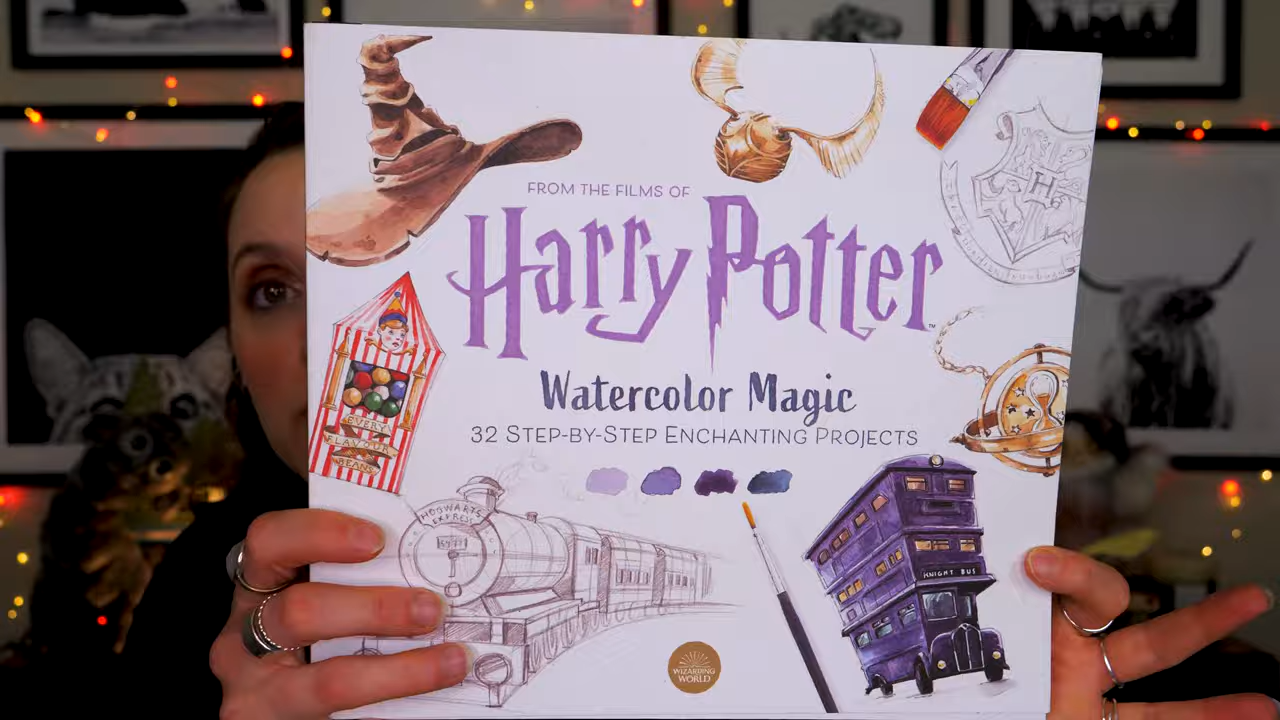 FROM THE FILMS OF
Harry Potter™
Watercolor Magic
32 STEP-BY-STEP ENCHANTING PROJECTS
EVERY
FLAVOUR
BEANS
HOGWARTS
EXPRESS
KNIGHT BUS
WIZARDING
WORLD
H